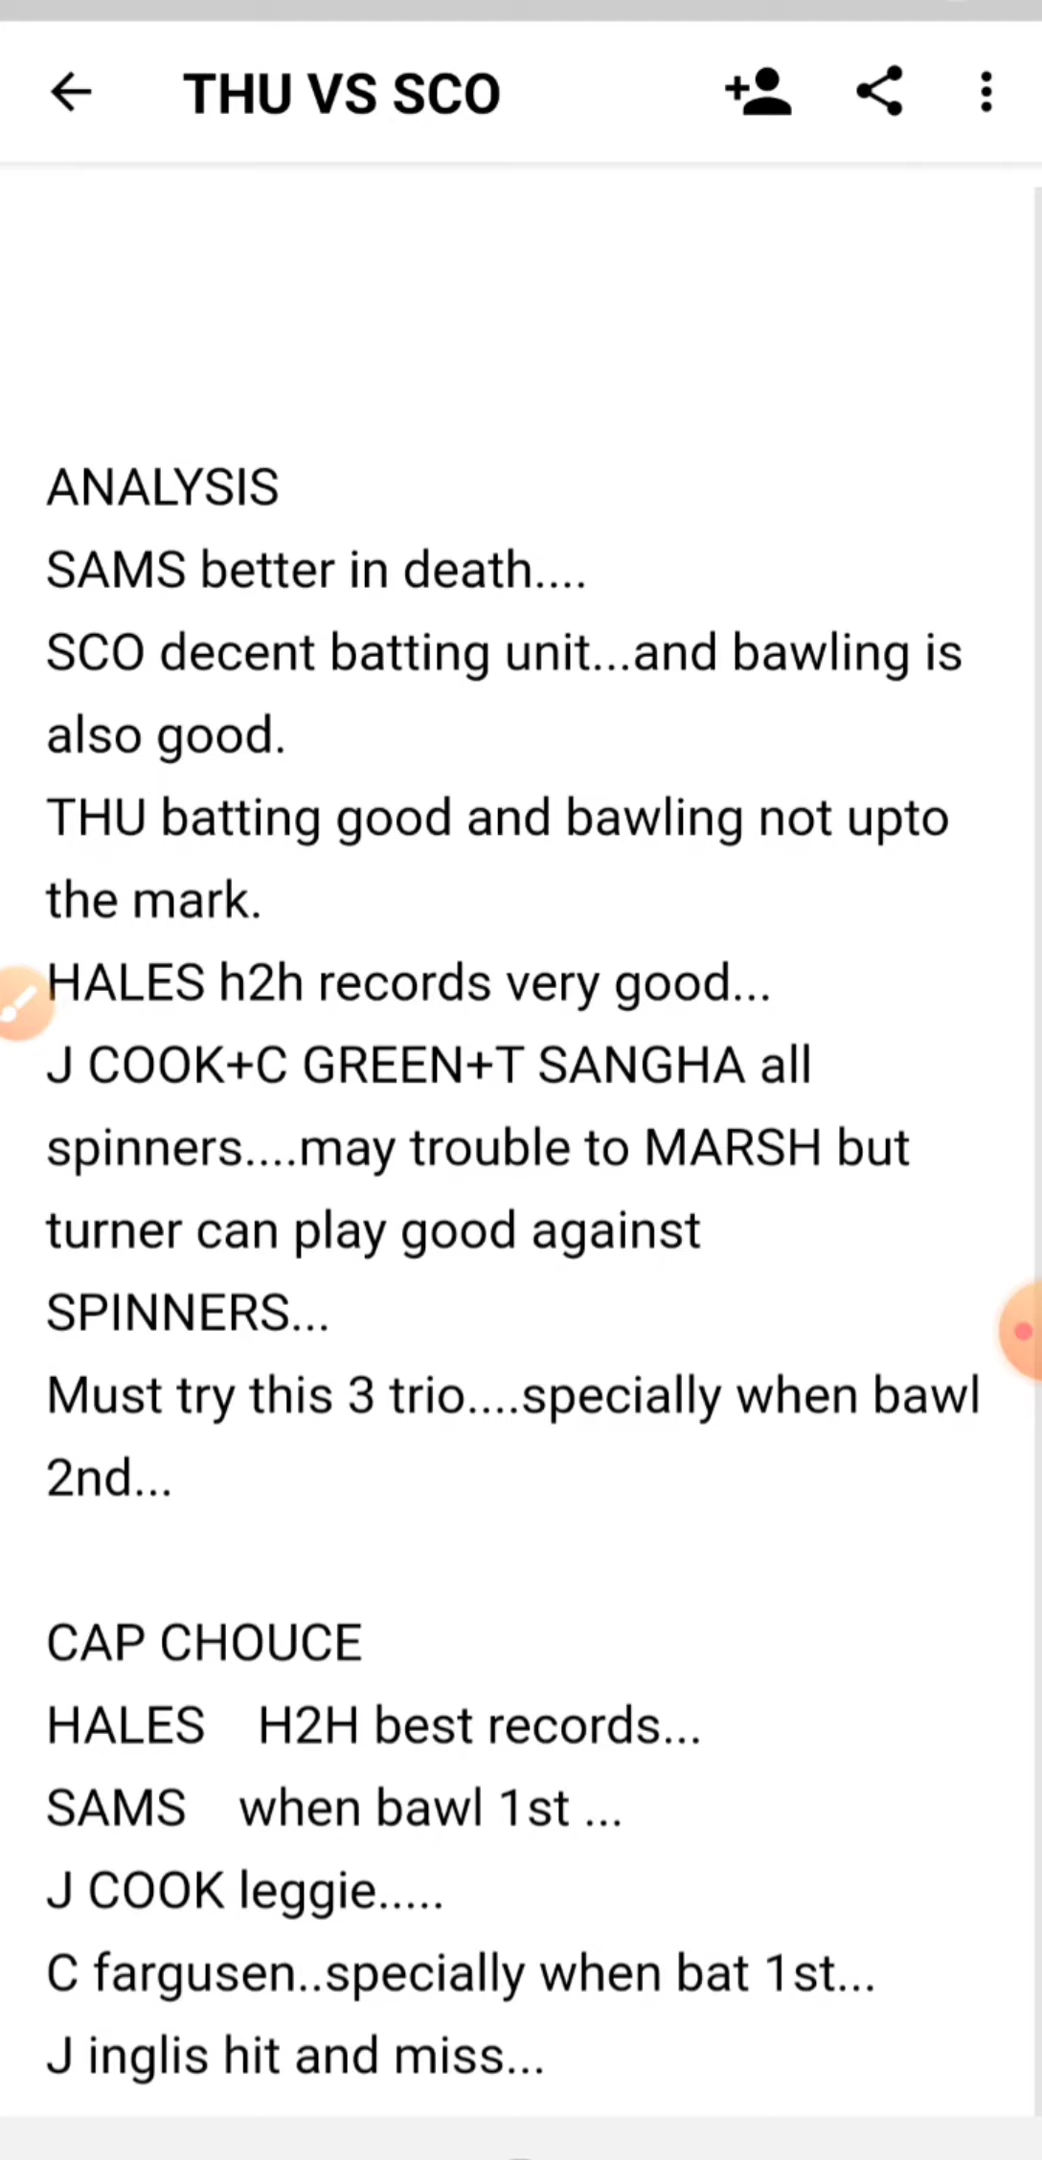 THU VS SCO
ANALYSIS
SAMS better in death....
SCO decent batting unit...and bawling is
also good.
THU batting good and bawling not upto
the mark.
HALES h2h records very good...
J COOK+C GREEN+T SANGHA all
spinners....may trouble to MARSH but
turner can play good against
SPINNERS...
Must try this 3 trio....specially when bawl
2nd...
CAP CHOUCE
HALES    H2H best records...
SAMS    when bawl 1st ...
J COOK leggie.....
C fargusen..specially when bat 1st...
J inglis hit and miss...